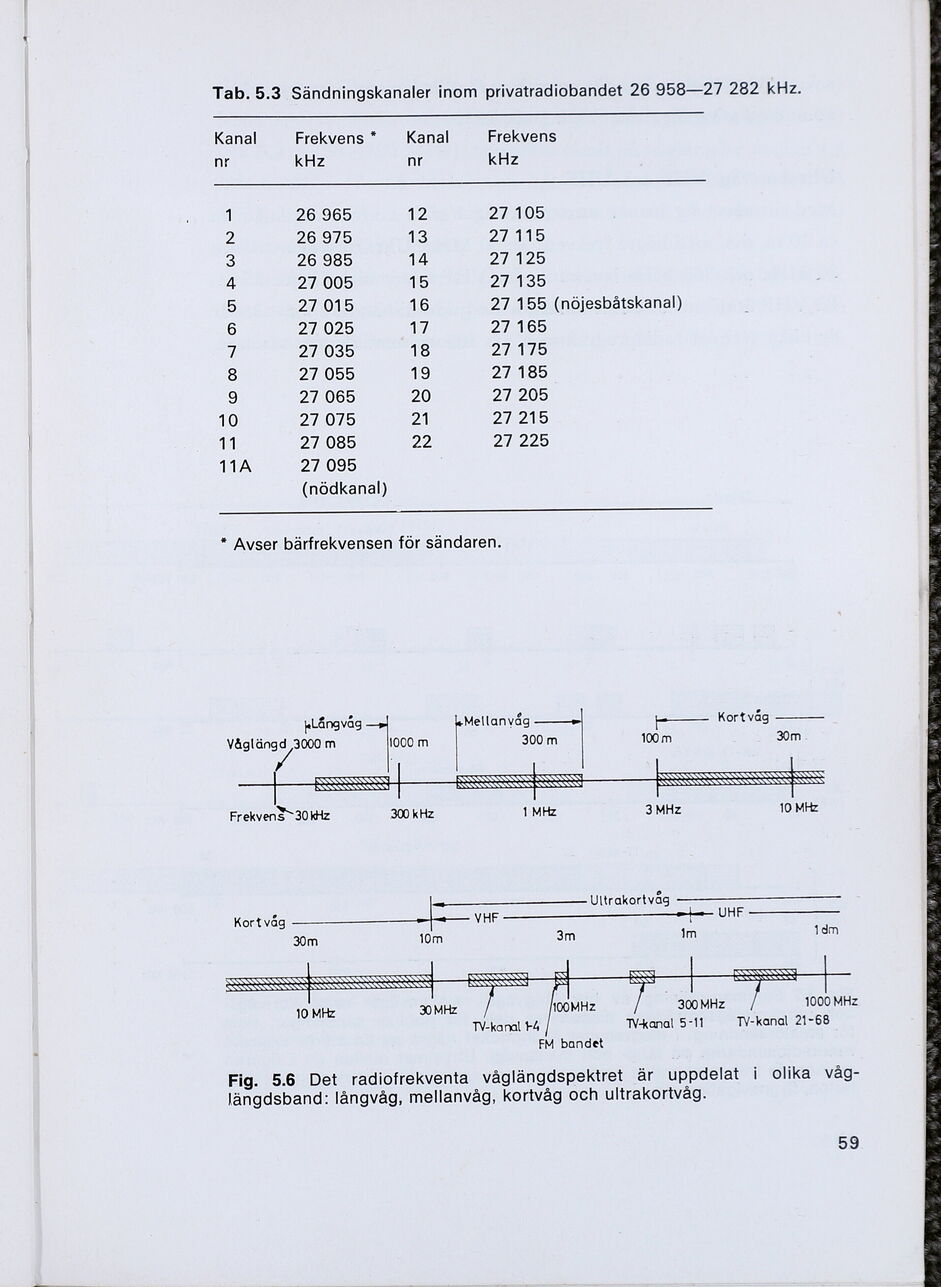 Tab. 5.3 Sändningskanaler inom privatradiobandet 26 958—27 282 kHz.
Kanal Frekvens * Kanal Frekvens
nr kHz nr kHz
1 26 965 12 27 105
2 26 975 13 27 115
3 26 985 14 27 125
4 27 005 15 27 135
5 27 015 16 27 155 (nöjesbåtskanal)
6 27 025 17 27 165
7 27 035 18 27 175
8 27 055 19 27 185
9 27 065 20 27 205
10 27 075 21 27 215
11 27 085 22 27 225
11A 27 095
(nödkanal)
* Avser bärfrekvensen för sändaren.
Långvåg Mellanvåg Kortvåg
Våglängd 3000 m 1000 m 300 m 100 m 30m
Frekvens 30 kHz 300 kHz 1 MHz 3 MHz 10 MHz
Ultrakortvåg
Kortvåg VHF UHF
30m 10m 3m 1m 1dm
10 MHz 30 MHz 100MHz 300 MHz 1000 MHz
TV-kanal 1-4 TV-kanal 5-11 TV-kanal 21-68
FM bandet
Fig. 5.6 Det radiofrekventa våglängdspektret är uppdelat i olika våg-
längdsband: långvåg, mellanvåg, kortvåg och ultrakortvåg.
59